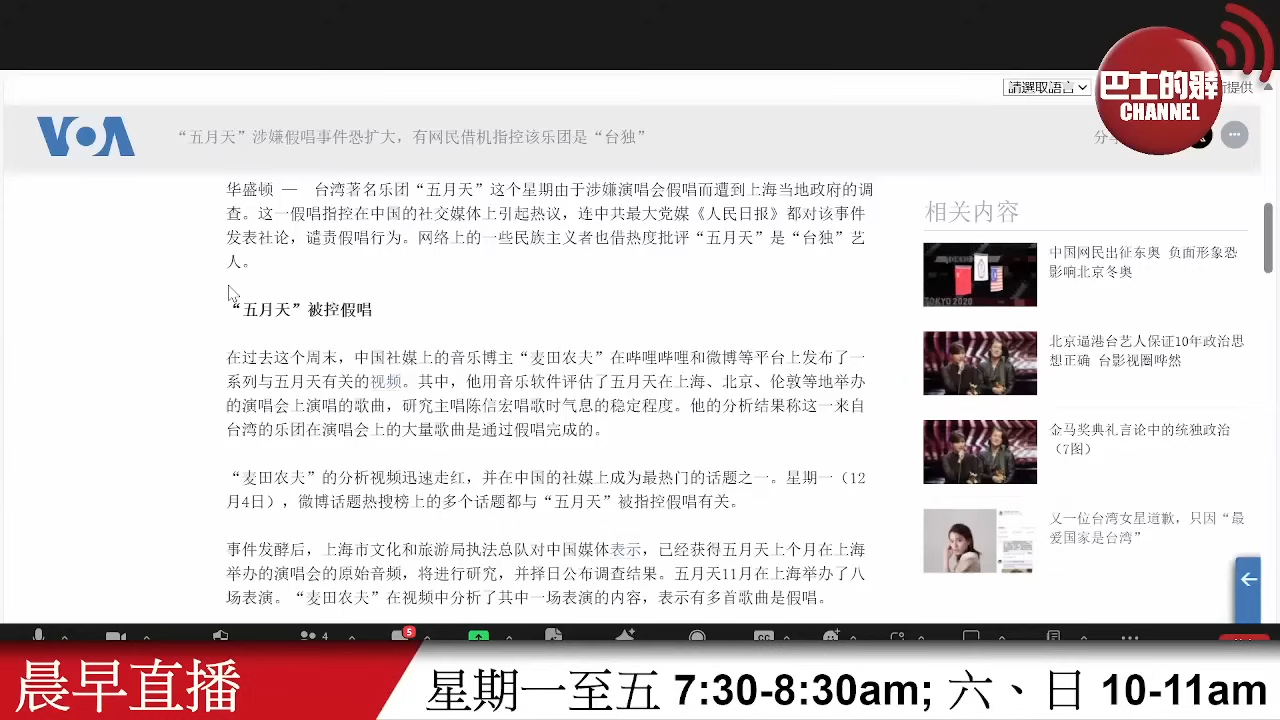 請選取語言
提供
巴士的報
CHANNEL
VOA
“五月天”涉嫌假唱事件恐扩大，有网民借机指控该乐团是“台独”
分享
华盛顿 — 台湾著名乐团“五月天”这个星期由于涉嫌演唱会假唱而遭到上海当地政府的调
查。这一假唱指控在中国的社交媒体上引起热议，连中共最大党媒《人民日报》都对该事件
发表社论，谴责假唱行为。网络上的一些民族主义者也借热度批评“五月天”是“台独”艺
人。
“五月天”被控假唱
在过去这个周末，中国社媒上的音乐博主“麦田农夫”在哔哩哔哩和微博等平台上发布了一
系列与五月天有关的视频。其中，他用音乐软件评估了五月天在上海、北京、伦敦等地举办
的演唱会上演唱的歌曲，研究主唱陈信宏唱歌时气息的稳定程度。他的分析结果称这一来自
台湾的乐团在演唱会上的大量歌曲是通过假唱完成的。
“麦田农夫”的分析视频迅速走红，并在中国的社媒上成为最热门的话题之一。星期一（12
月4日），微博话题热搜榜上的多个话题都与“五月天”被指控假唱有关。
事件发酵后，上海市文化和旅游局执法总队对中国媒体表示，已经获得五月天上个月在上海
举办的演唱会的原始音频，将进行研究，并择日公布调查结果。五月天11月在上海举办了八
场表演。“麦田农夫”在视频中分析了其中一场表演的内容，表示有多首歌曲是假唱。
相关内容
TOKYO 2020
中国网民出征东奥 负面形象恐
影响北京冬奥
北京逼港台艺人保证10年政治思
想正确 台影视圈哗然
金马奖典礼言论中的统独政治
（7图）
又一位台湾女星道歉，只因“最
爱国家是台湾”
4
5
晨早直播
星期一至五 7:30-8:30am; 六、日 10-11am